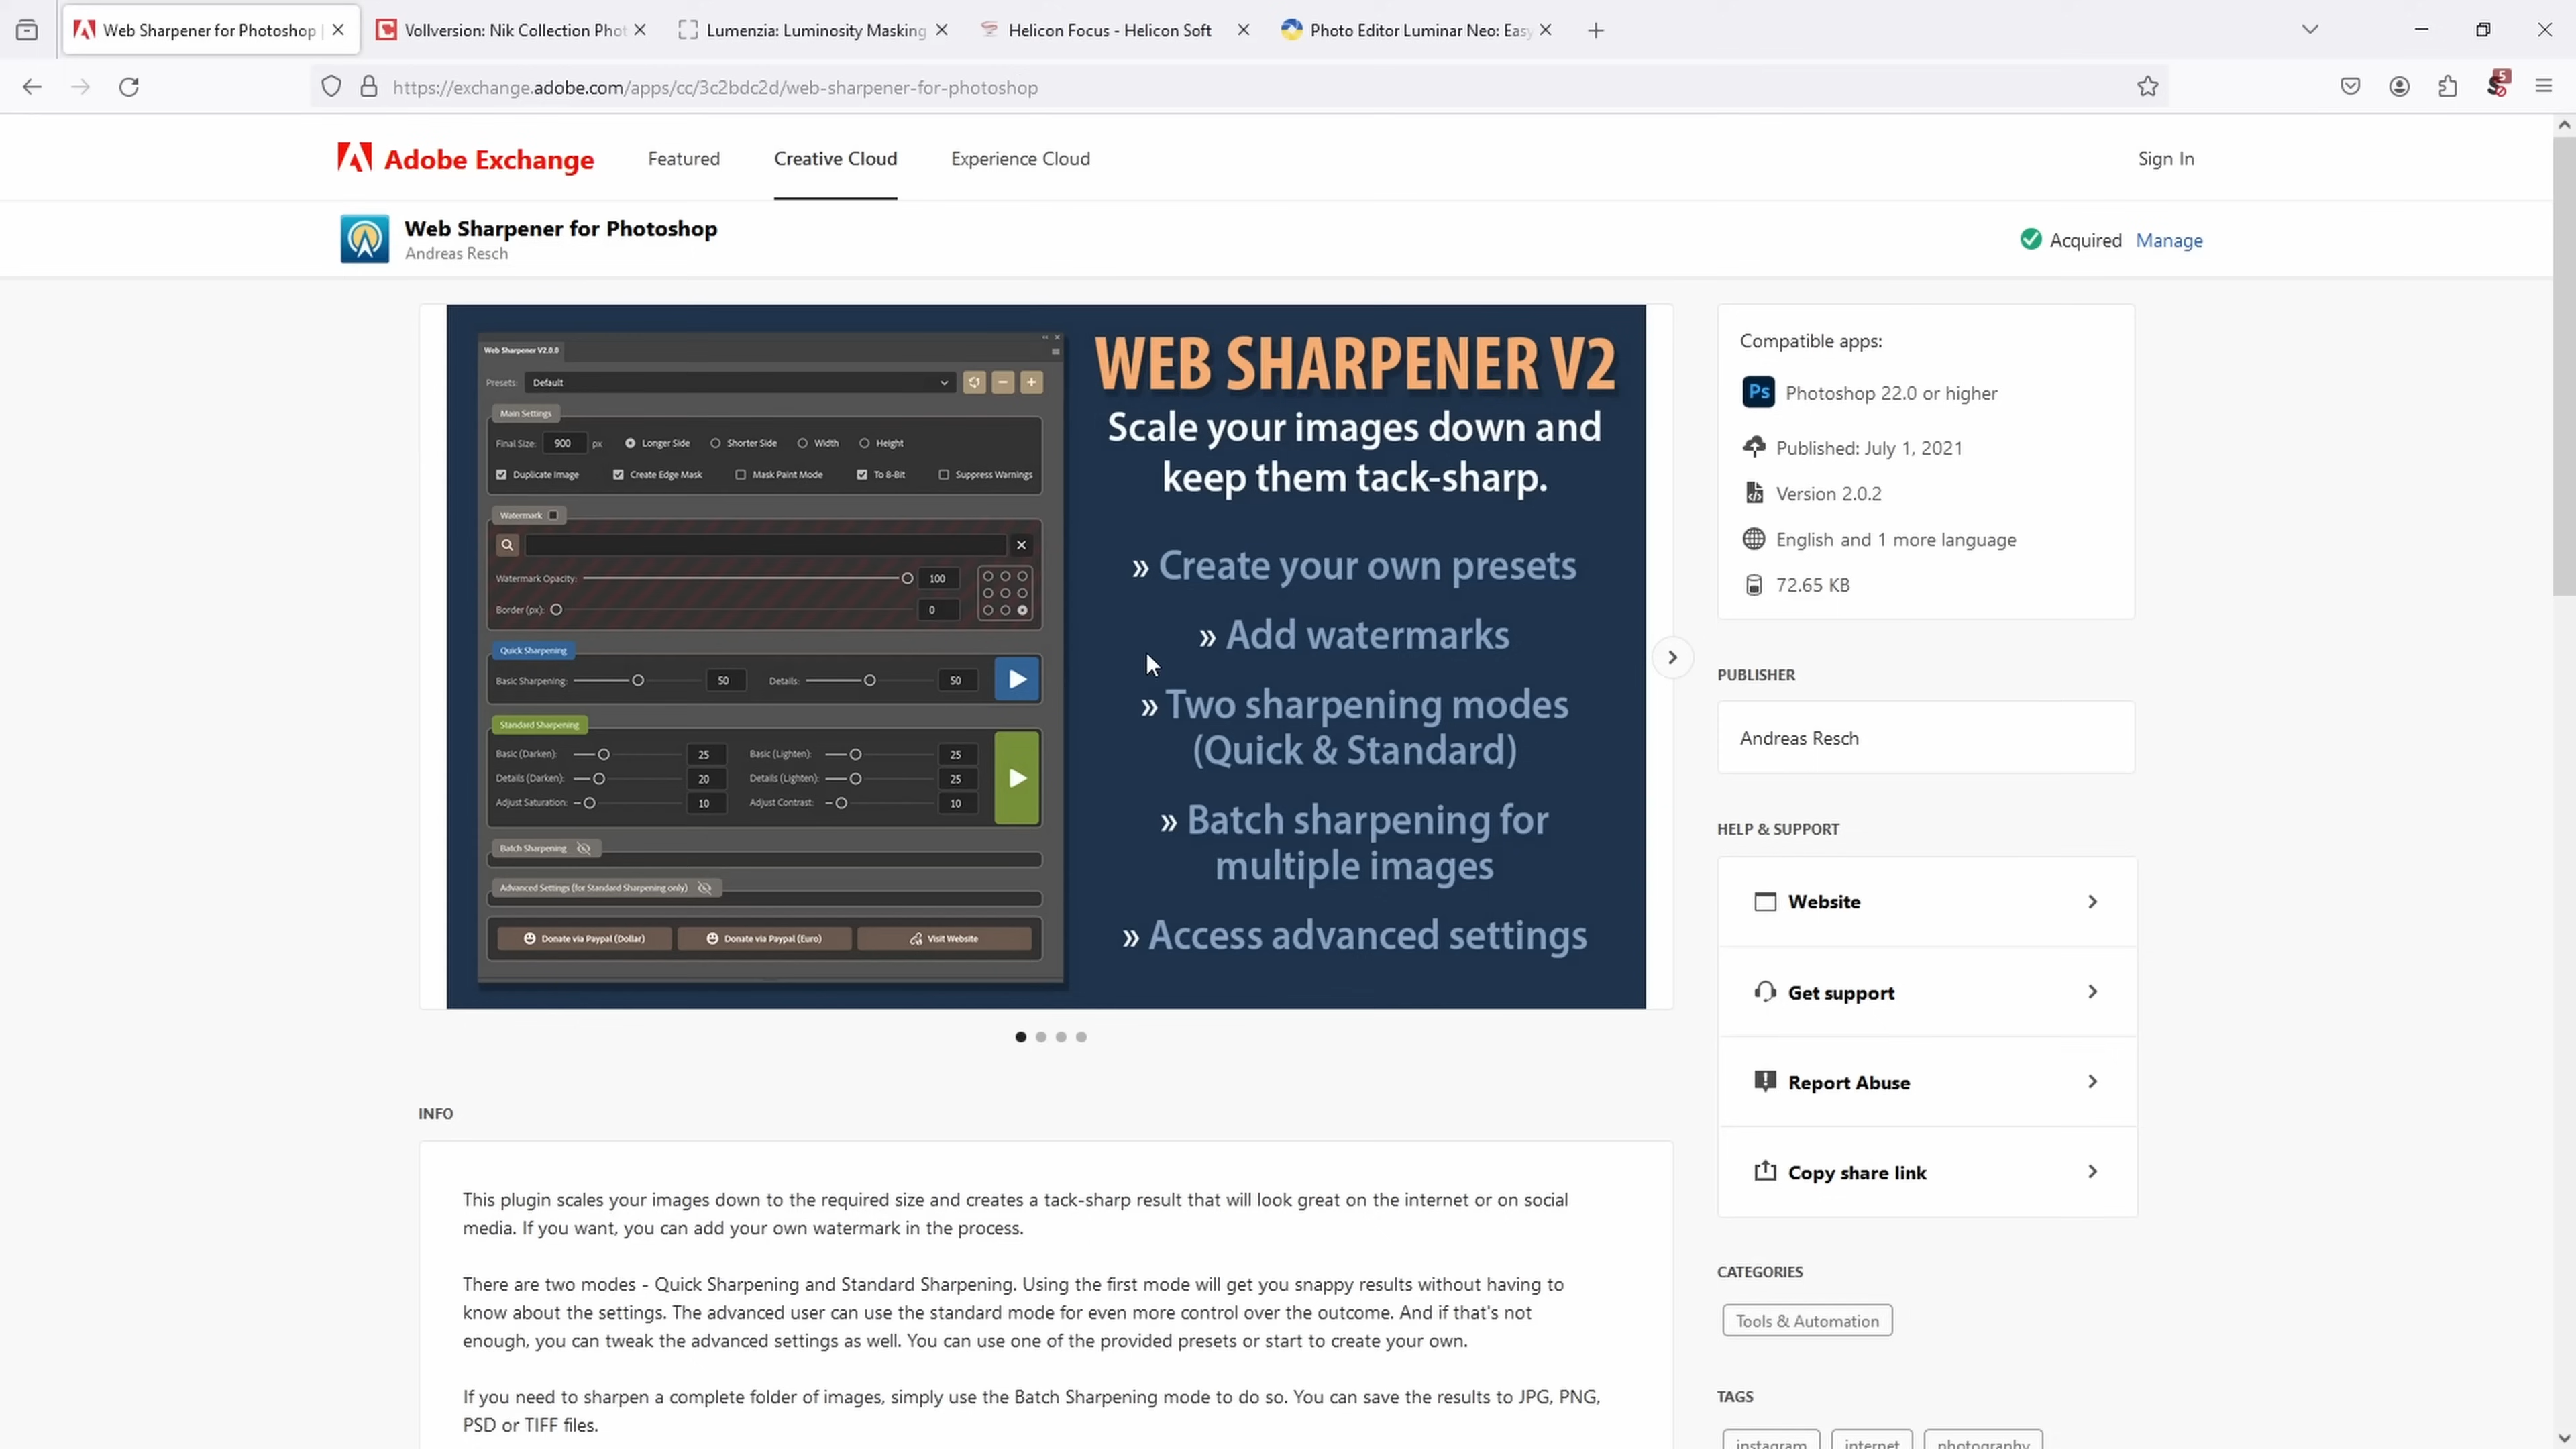 Web Sharpener for Photoshop |
Vollversion: Nik Collection Phot
Lumenzia: Luminosity Masking
Helicon Focus - Helicon Soft
Photo Editor Luminar Neo: Easy
https://exchange.adobe.com/apps/cc/3c2bdc2d/web-sharpener-for-photoshop
5
Adobe Exchange
Featured
Creative Cloud
Experience Cloud
Sign In
Web Sharpener for Photoshop
Andreas Resch
Acquired Manage
Web Sharpener V2.0.0
Presets: Default
Main Settings
Final Size: 900 px Longer Side Shorter Side Width Height
Duplicate Image Create Edge Mask Mask Paint Mode To 8-Bit Suppress Warnings
Watermark
Watermark Opacity: 100
Border (px): 0
Quick Sharpening
Basic Sharpening: 50 Details: 50
Standard Sharpening
Basic (Darken): 25 Basic (Lighten): 25
Details (Darken): 20 Details (Lighten): 25
Adjust Saturation: 10 Adjust Contrast: 10
Batch Sharpening
Advanced Settings (for Standard Sharpening only)
Donate via Paypal (Dollar) Donate via Paypal (Euro) Visit Website
WEB SHARPENER V2
Scale your images down and
keep them tack-sharp.
» Create your own presets
» Add watermarks
» Two sharpening modes
(Quick & Standard)
» Batch sharpening for
multiple images
» Access advanced settings
Compatible apps:
Ps Photoshop 22.0 or higher
Published: July 1, 2021
Version 2.0.2
English and 1 more language
72.65 KB
PUBLISHER
Andreas Resch
HELP & SUPPORT
Website
Get support
Report Abuse
Copy share link
CATEGORIES
Tools & Automation
TAGS
instagram internet photography
INFO
This plugin scales your images down to the required size and creates a tack-sharp result that will look great on the internet or on social
media. If you want, you can add your own watermark in the process.
There are two modes - Quick Sharpening and Standard Sharpening. Using the first mode will get you snappy results without having to
know about the settings. The advanced user can use the standard mode for even more control over the outcome. And if that's not
enough, you can tweak the advanced settings as well. You can use one of the provided presets or start to create your own.
If you need to sharpen a complete folder of images, simply use the Batch Sharpening mode to do so. You can save the results to JPG, PNG,
PSD or TIFF files.